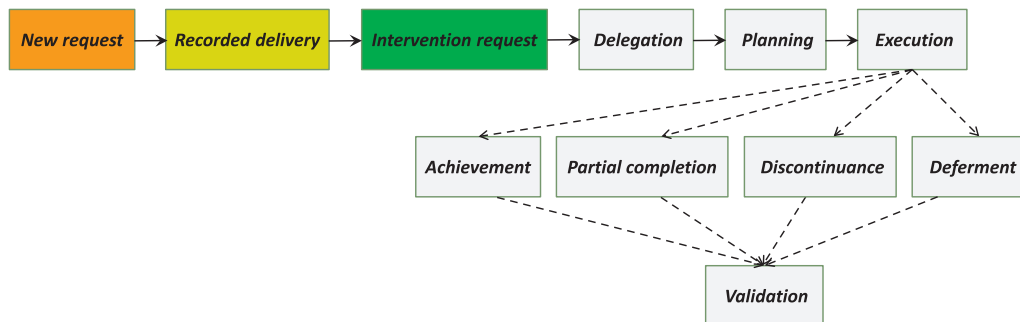 New request
Recorded delivery
Intervention request
Delegation
Planning
Execution
Achievement
Partial completion
Discontinuance
Deferment
Validation